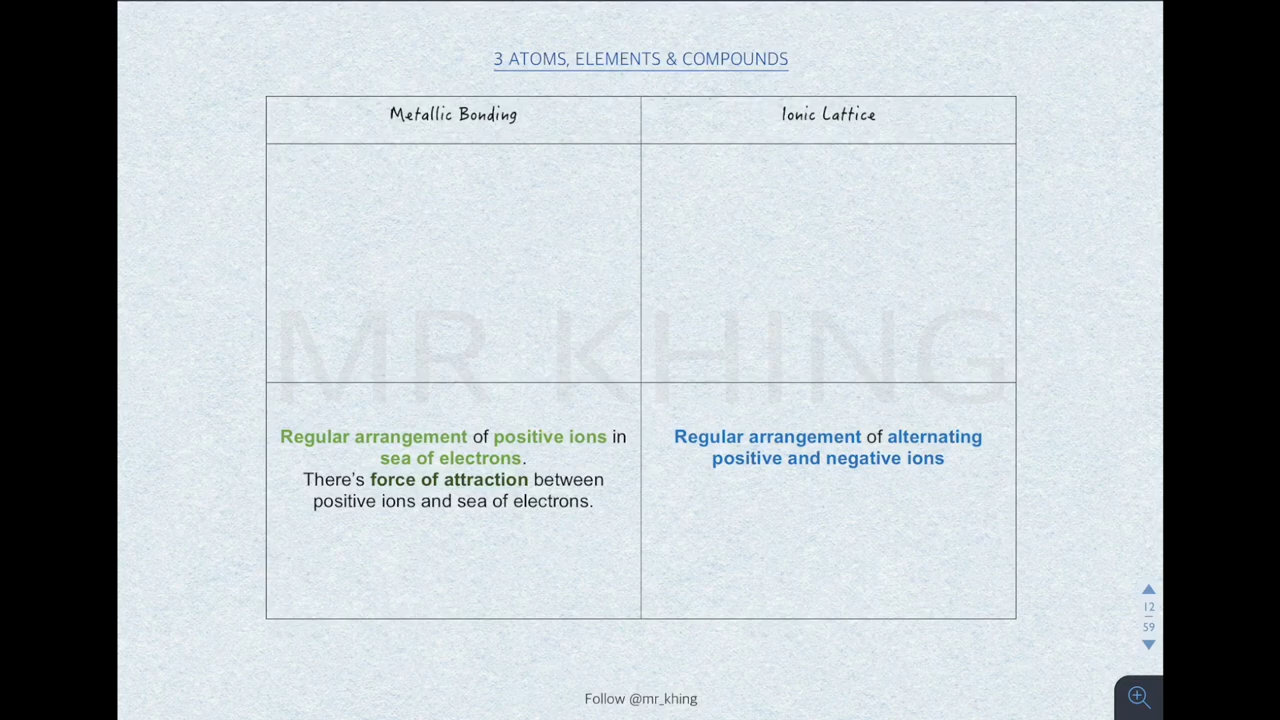 3 ATOMS, ELEMENTS & COMPOUNDS
Metallic Bonding
Ionic Lattice
MR KHING
Regular arrangement of positive ions in
sea of electrons.
There's force of attraction between
positive ions and sea of electrons.
Regular arrangement of alternating
positive and negative ions
12
59
Follow @mr_khing